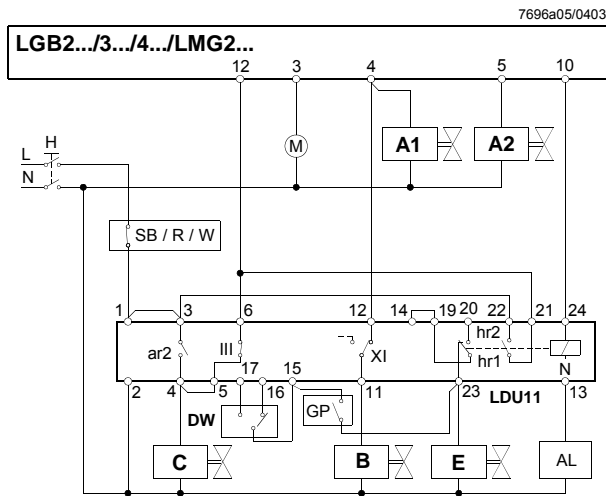 7696a05/0403
LGB2.../3.../4.../LMG2...
12 3 4 5 10
M A1 A2
L H
N
SB / R / W
1 3 6 12 14 19 20 22 21 24
ar2 III XI hr2 hr1 N
2 4 5 17 16 15 11 23 LDU11 13
DW GP
C B E AL